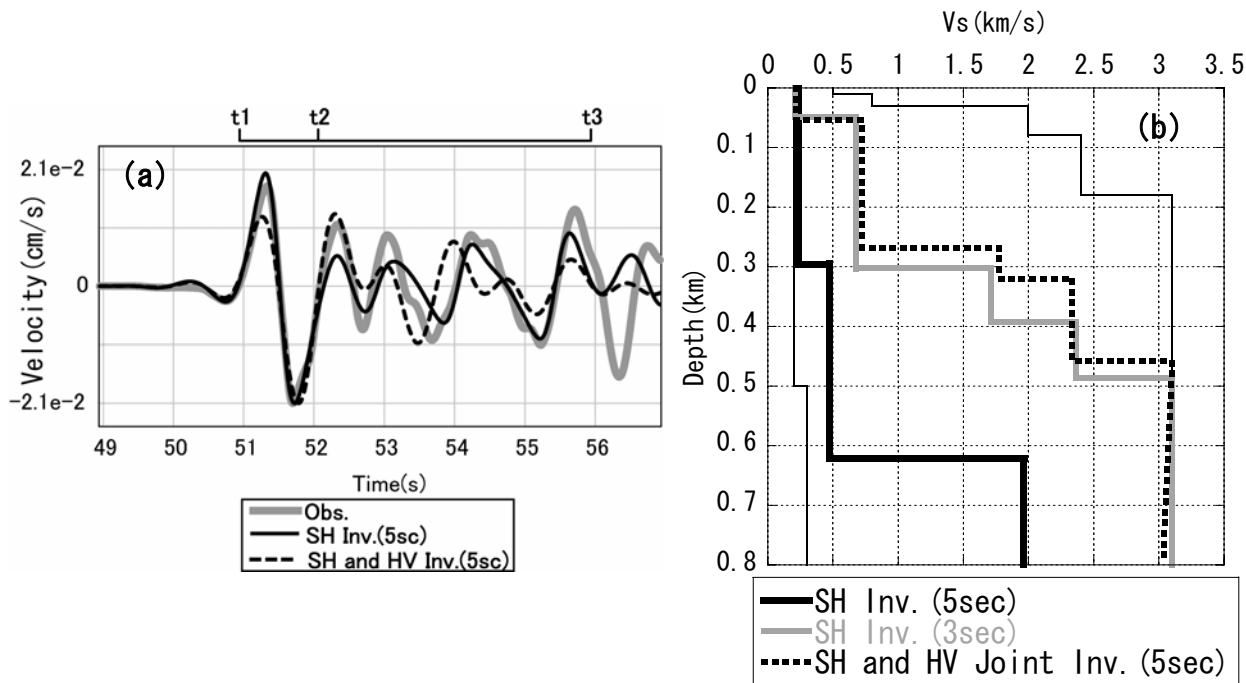 t1 t2 t3
(a)
Velocity(cm/s)
2.1e-2
0
-2.1e-2
49 50 51 52 53 54 55 56
Time(s)
Obs.
SH Inv.(5sc)
SH and HV Inv.(5sc)
Vs(km/s)
0 0.5 1 1.5 2 2.5 3 3.5
(b)
Depth(km)
0
0.1
0.2
0.3
0.4
0.5
0.6
0.7
0.8
SH Inv.(5sec)
SH Inv.(3sec)
SH and HV Joint Inv.(5sec)